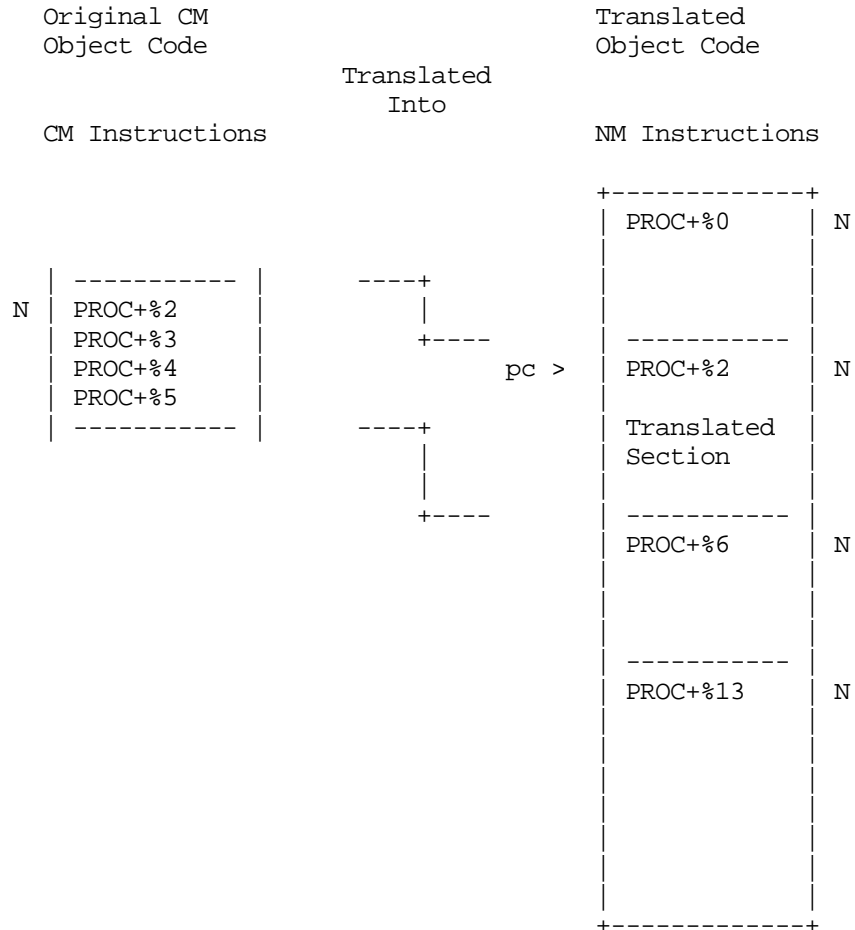 Original CM Translated
Object Code Object Code
Translated
Into
CM Instructions NM Instructions
+-------------+
| PROC+%0 | N
| |
| ----------- | ----+ | |
N | PROC+%2 | | | |
| PROC+%3 | +---- | ----------- |
| PROC+%4 | pc > | PROC+%2 | N
| PROC+%5 | | |
| ----------- | ----+ | Translated |
| | Section |
| | |
+---- | ----------- |
| PROC+%6 | N
| |
| |
| |
| ----------- |
| PROC+%13 | N
| |
| |
| |
| |
| |
| |
| |
+-------------+